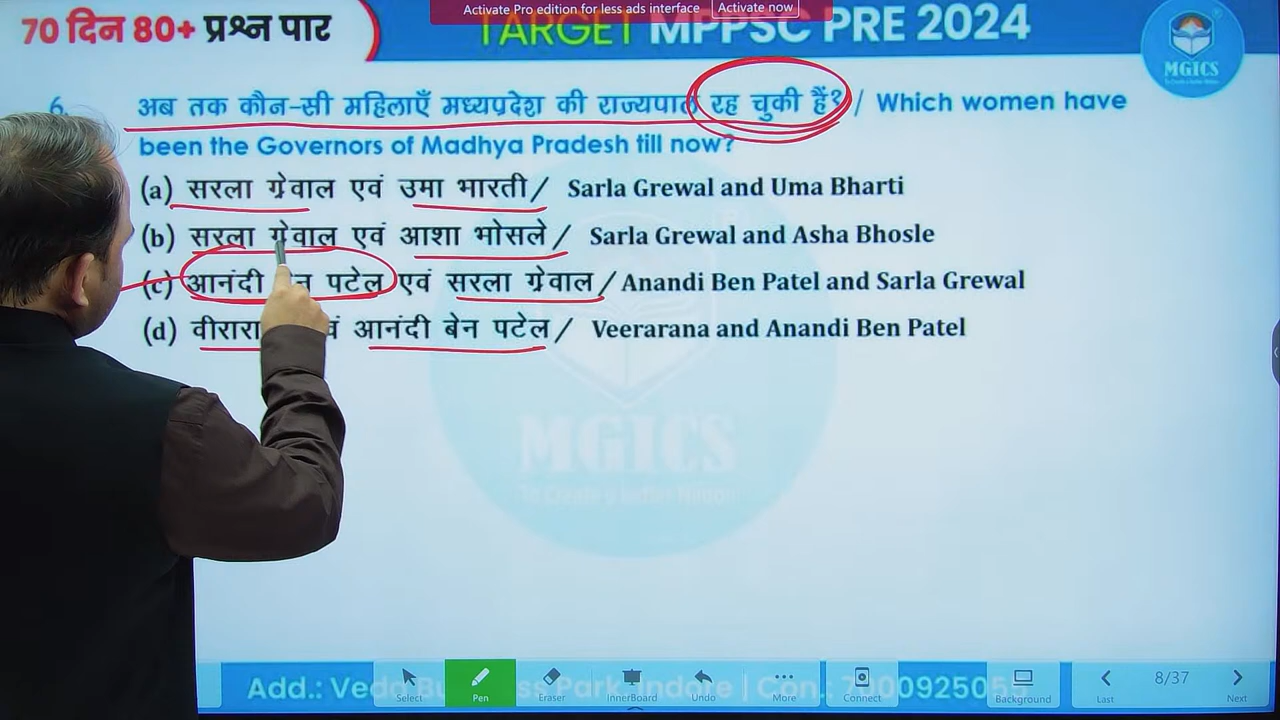 Activate Pro edition for less ads interface Activate now
70 दिन 80+ प्रश्न पार
TARGET MPPSC PRE 2024
MGICS
6. अब तक कौन-सी महिलाएँ मध्यप्रदेश की राज्यपाल रह चुकी हैं? / Which women have
been the Governors of Madhya Pradesh till now?
(a) सरला ग्रेवाल एवं उमा भारती / Sarla Grewal and Uma Bharti
(b) सरला ग्रेवाल एवं आशा भोसले / Sarla Grewal and Asha Bhosle
(c) आनंदी पटेल एवं सरला ग्रेवाल / Anandi Ben Patel and Sarla Grewal
(d) आनंदी बेन पटेल / Veerarana and Anandi Ben Patel
MGICS
Add.: Park
Select Pen Eraser InnerBoard Undo More Connect Background Last 8/37 Next